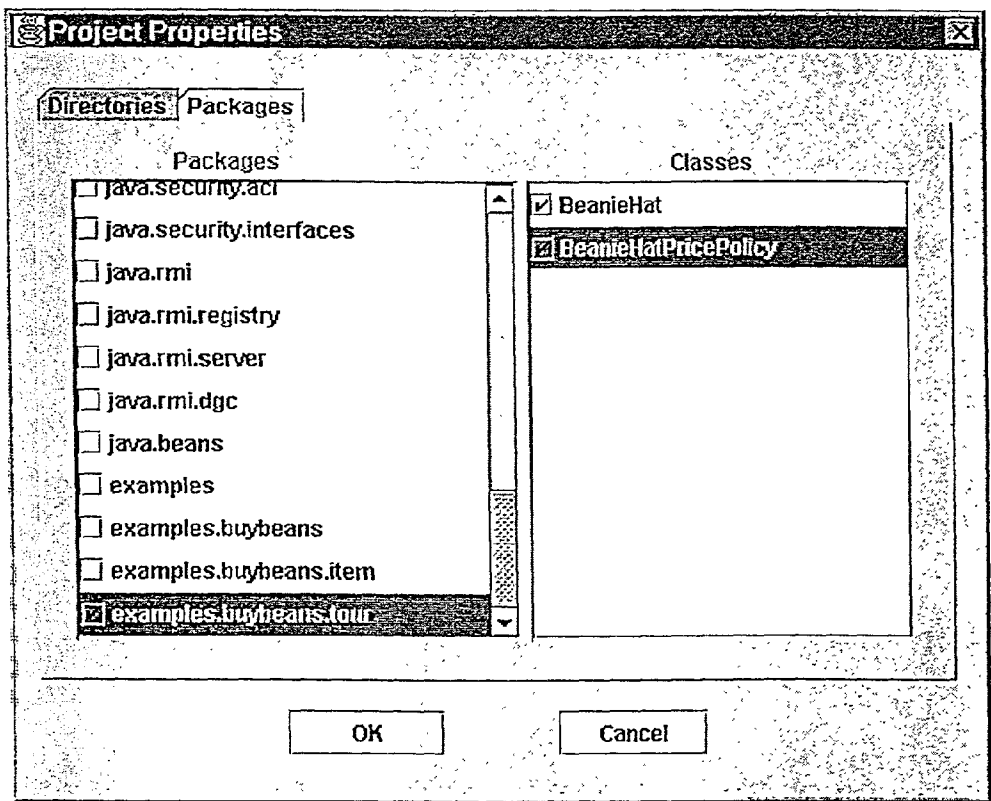 Project Properties
Directories Packages
Packages
java.security.acl
java.security.interfaces
java.rmi
java.rmi.registry
java.rmi.server
java.rmi.dgc
java.beans
examples
examples.buybeans
examples.buybeans.item
examples.buybeans.tour
Classes
BeanieHat
BeanieHatPricePolicy
OK
Cancel